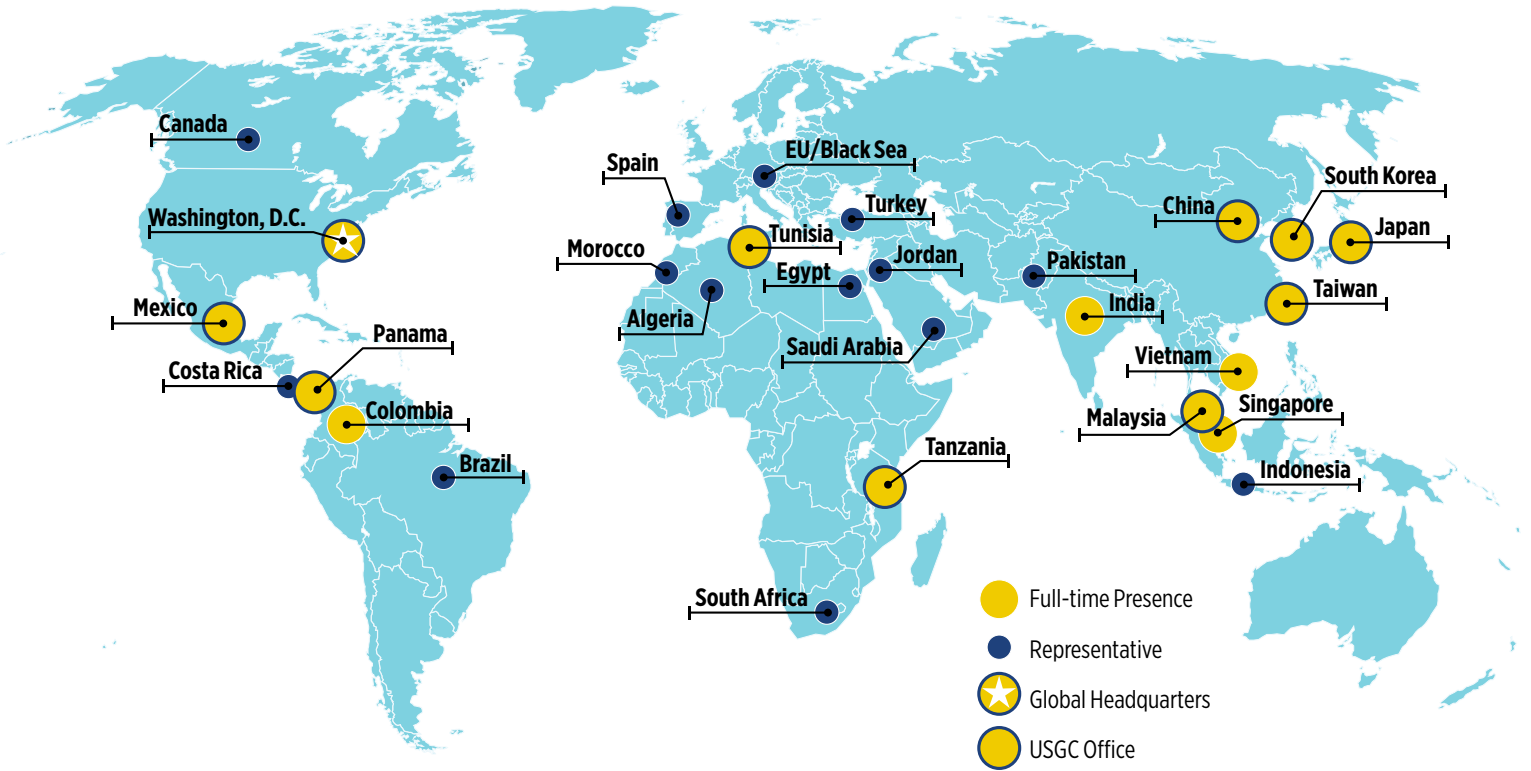 Canada
EU/Black Sea
Spain
South Korea
Turkey
China
Washington, D.C.
Tunisia
Japan
Morocco
Jordan
Egypt
Pakistan
Taiwan
India
Mexico
Algeria
Panama
Saudi Arabia
Vietnam
Costa Rica
Singapore
Colombia
Malaysia
Tanzania
Brazil
Indonesia
South Africa
Full-time Presence
Representative
Global Headquarters
USGC Office